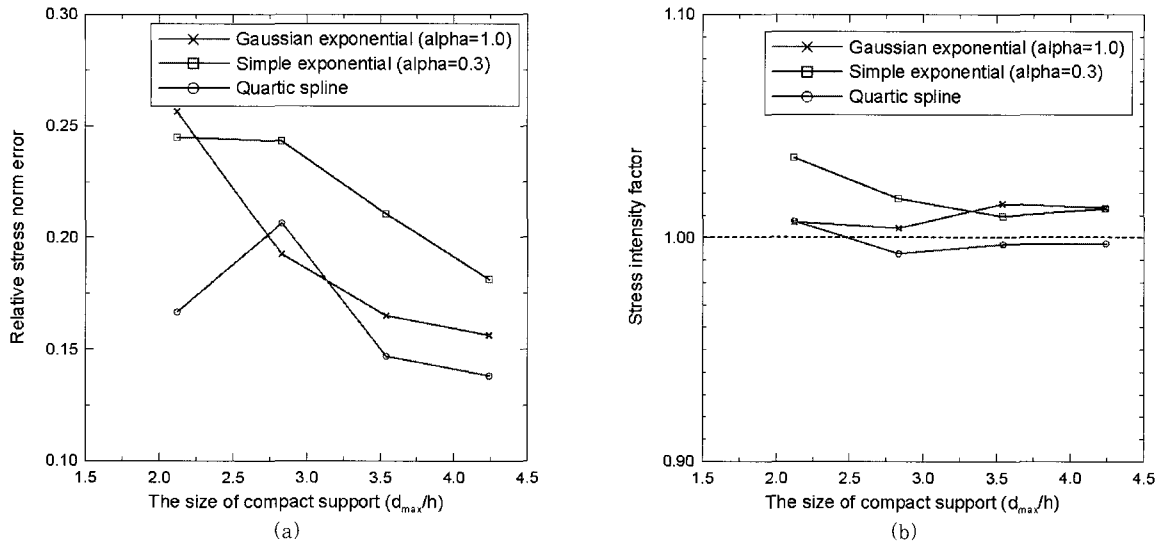 0.30
0.25
0.20
0.15
0.10
Relative stress norm error
Gaussian exponential (alpha=1.0)
Simple exponential (alpha=0.3)
Quartic spline
1.5 2.0 2.5 3.0 3.5 4.0 4.5
The size of compact support (dmax/h)
(a)
1.10
1.00
0.90
Stress intensity factor
Gaussian exponential (alpha=1.0)
Simple exponential (alpha=0.3)
Quartic spline
1.5 2.0 2.5 3.0 3.5 4.0 4.5
The size of compact support (dmax/h)
(b)